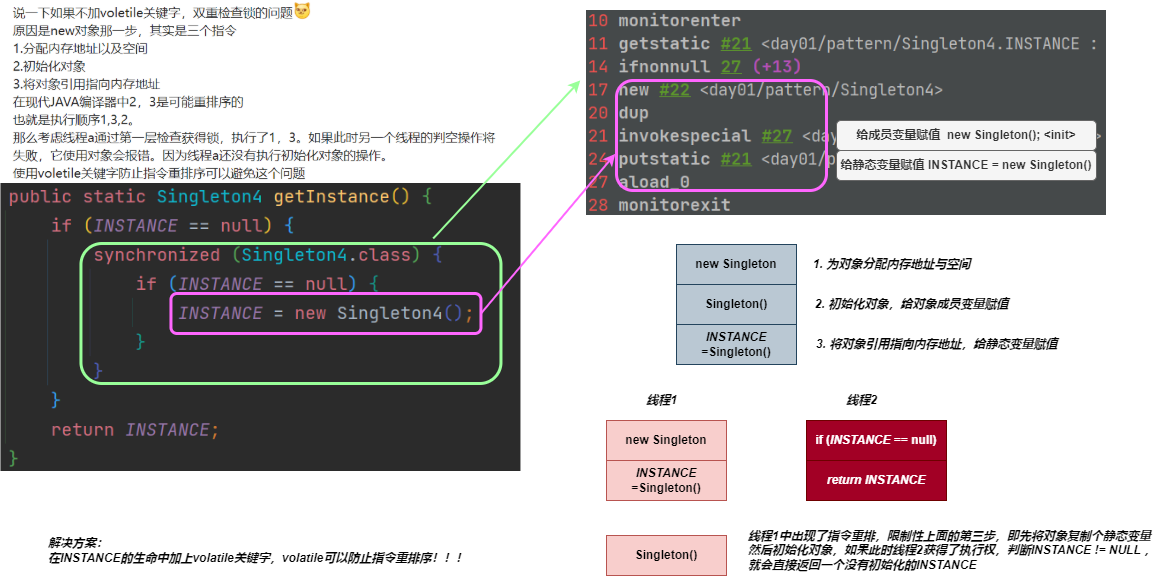 说一下如果不加voletile关键字，双重检查锁的问题
原因是new对象那一步，其实是三个指令
1.分配内存地址以及空间
2.初始化对象
3.将对象引用指向内存地址
在现代JAVA编译器中2，3是可能重排序的
也就是执行顺序1,3,2。
那么考虑线程a通过第一层检查获得锁，执行了1，3。如果此时另一个线程的判空操作将
失败，它使用对象会报错。因为线程a还没有执行初始化对象的操作。
使用voletile关键字防止指令重排序可以避免这个问题
public static Singleton4 getInstance() {
if (INSTANCE == null) {
synchronized (Singleton4.class) {
if (INSTANCE == null) {
INSTANCE = new Singleton4();
}
}
}
return INSTANCE;
}
解决方案：
在INSTANCE的生命中加上volatile关键字，volatile可以防止指令重排序！！！
10 monitorenter
11 getstatic #21 <day01/pattern/Singleton4.INSTANCE :
14 ifnonnull 27 (+13)
17 new #22 <day01/pattern/Singleton4>
20 dup
21 invokespecial #27 <day
给成员变量赋值 new Singleton(); <init>
>
24 putstatic #21 <day01/p
给静态变量赋值 INSTANCE = new Singleton()
27 aload_0
28 monitorexit
new Singleton
1. 为对象分配内存地址与空间
Singleton()
2. 初始化对象，给对象成员变量赋值
INSTANCE
=Singleton()
3. 将对象引用指向内存地址，给静态变量赋值
线程1
线程2
new Singleton
if (INSTANCE == null)
INSTANCE
=Singleton()
return INSTANCE
Singleton()
线程1中出现了指令重排，限制性上面的第三步，即先将对象复制个静态变量
然后初始化对象，如果此时线程2获得了执行权，判断INSTANCE != NULL，
就会直接返回一个没有初始化的INSTANCE